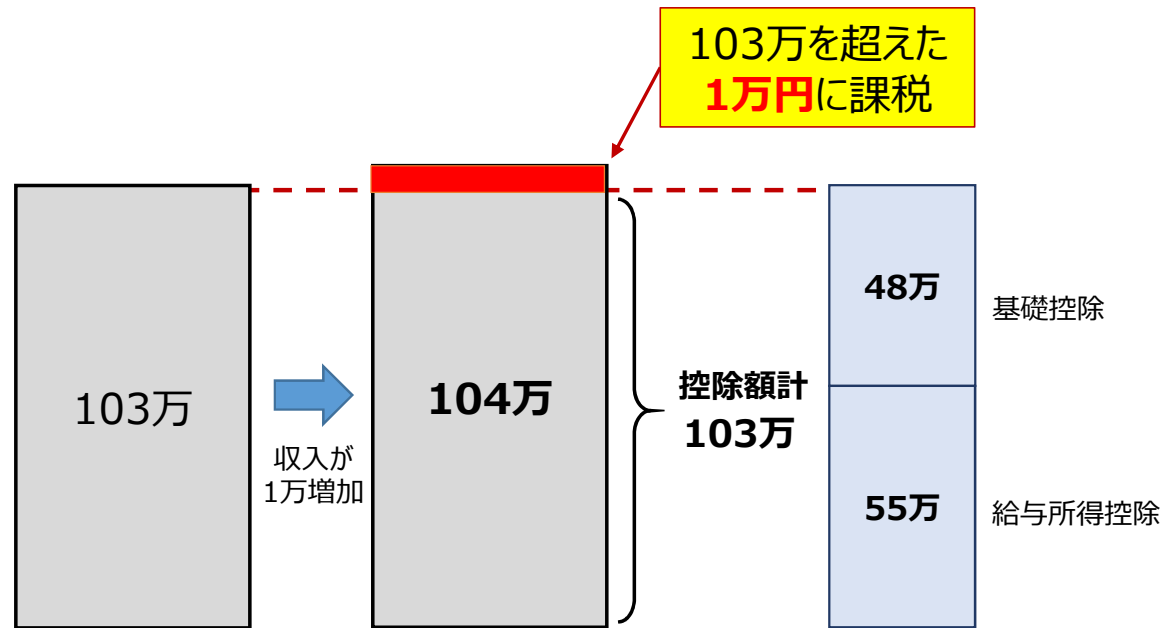 103万を超えた
1万円に課税
103万
収入が
1万増加
104万
控除額計
103万
48万
基礎控除
55万
給与所得控除